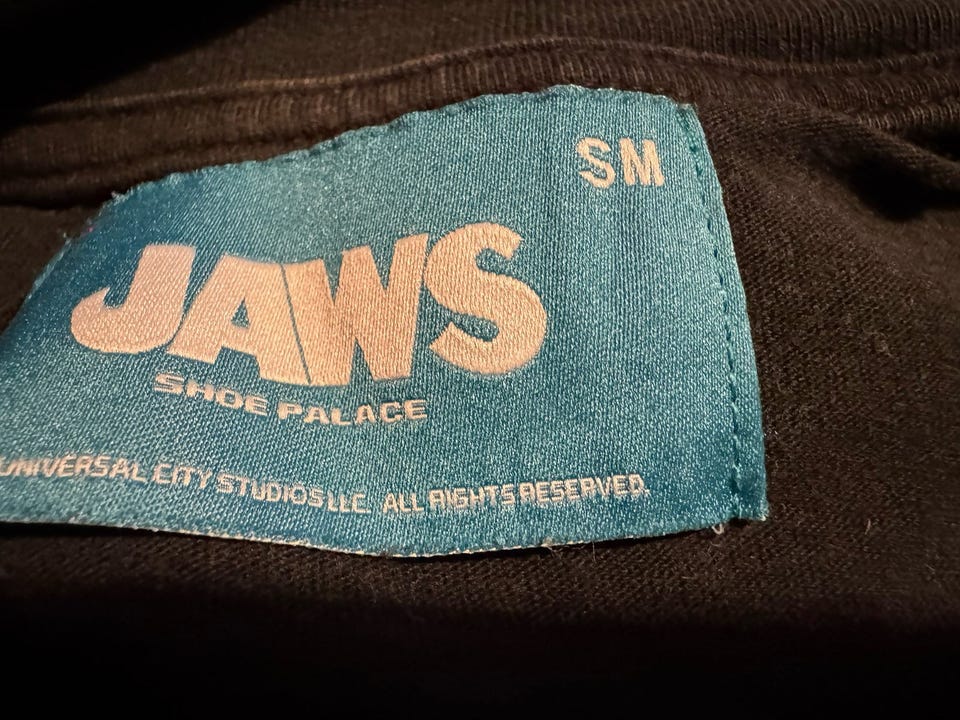 SM
JAWS
SHOE PALACE
UNIVERSAL CITY STUDIOS LLC. ALL RIGHTS RESERVED.